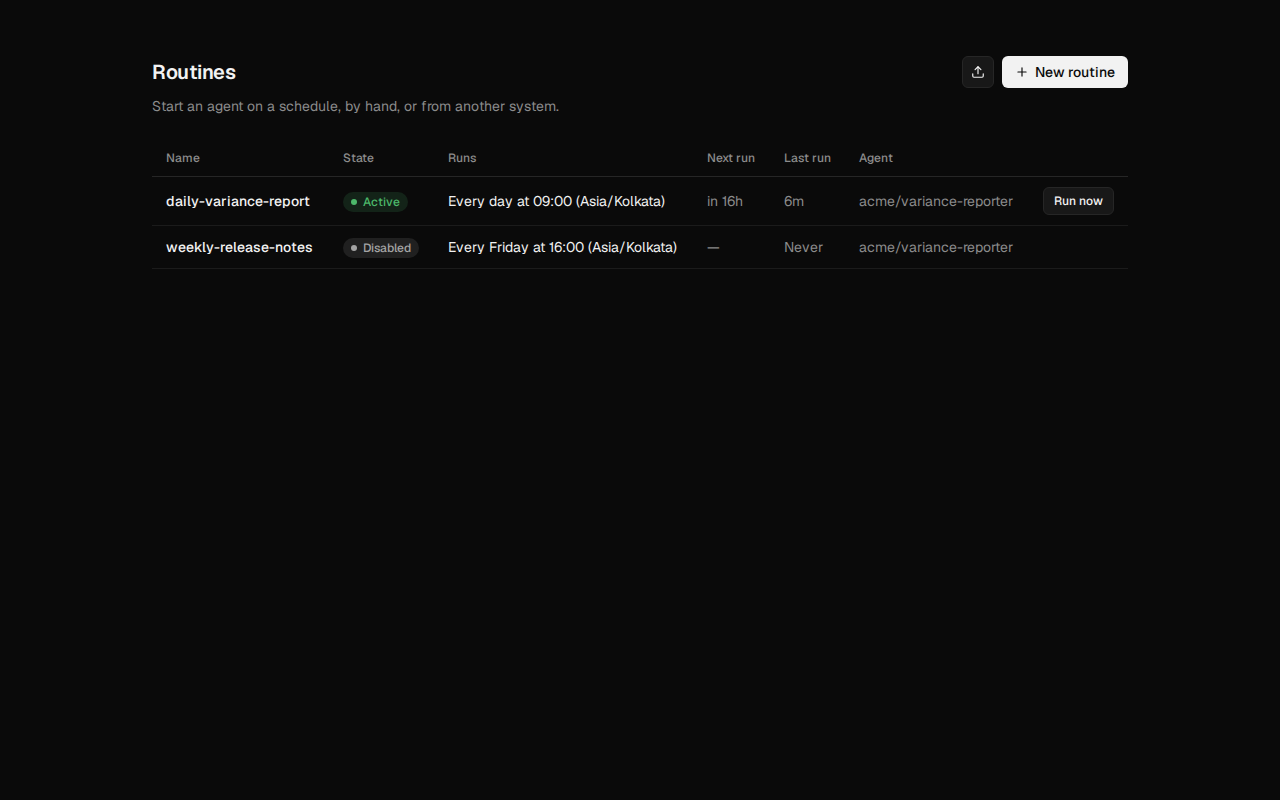 Routines
New routine
Start an agent on a schedule, by hand, or from another system.
Name State Runs Next run Last run Agent
daily-variance-report Active Every day at 09:00 (Asia/Kolkata) in 16h 6m acme/variance-reporter Run now
weekly-release-notes Disabled Every Friday at 16:00 (Asia/Kolkata) — Never acme/variance-reporter